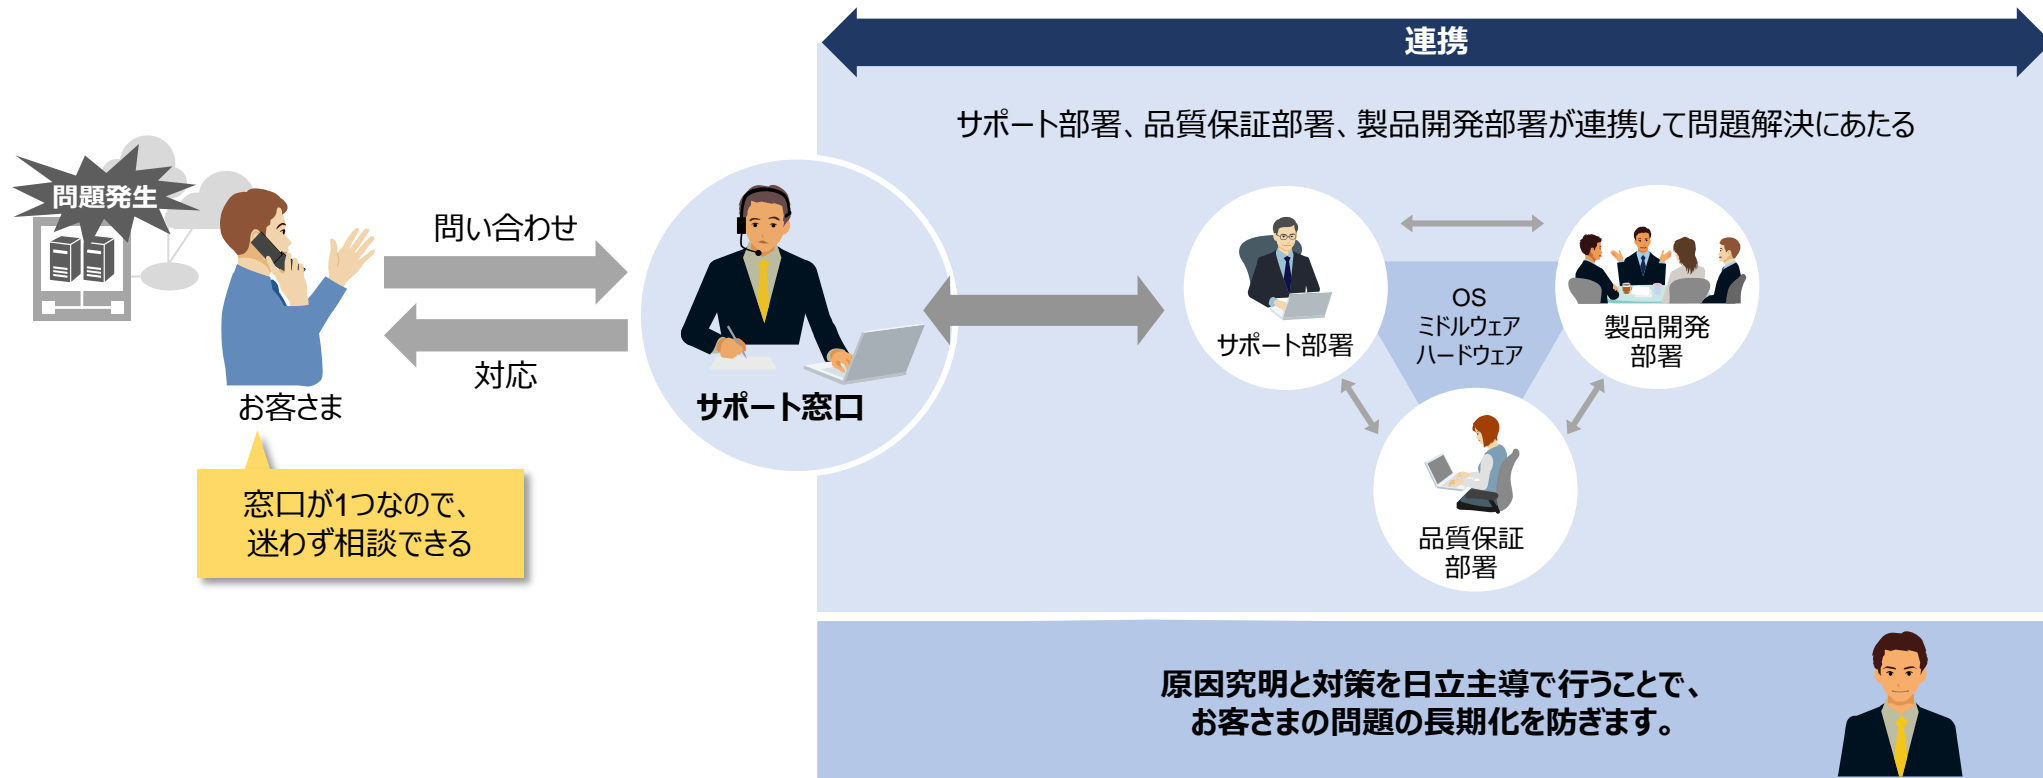 連携
サポート部署、品質保証部署、製品開発部署が連携して問題解決にあたる
問題発生
問い合わせ
対応
お客さま
窓口が1つなので、
迷わず相談できる
サポート窓口
サポート部署
OS
ミドルウェア
ハードウェア
製品開発
部署
品質保証
部署
原因究明と対策を日立主導で行うことで、
お客さまの問題の長期化を防ぎます。